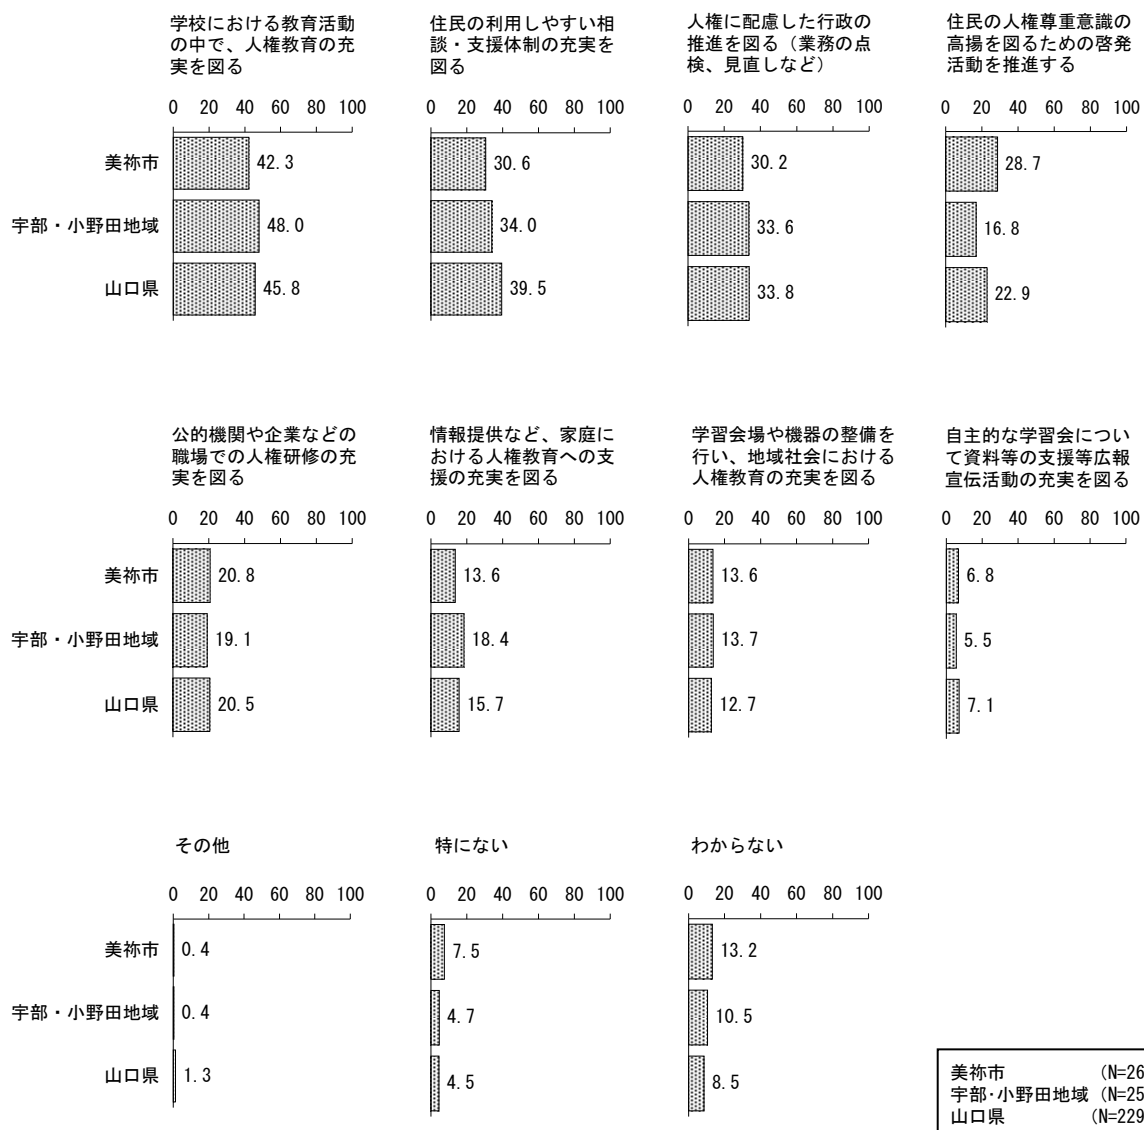 学校における教育活動
の中で、人権教育の充
実を図る
住民の利用しやすい相
談・支援体制の充実を
図る
人権に配慮した行政の
推進を図る（業務の点
検、見直しなど）
住民の人権尊重意識の
高揚を図るための啓発
活動を推進する
0 20 40 60 80 100
0 20 40 60 80 100
0 20 40 60 80 100
0 20 40 60 80 100
美祢市 42.3 30.6 30.2 28.7
宇部・小野田地域 48.0 34.0 33.6 16.8
山口県 45.8 39.5 33.8 22.9
公的機関や企業などの
職場での人権研修の充
実を図る
情報提供など、家庭に
おける人権教育への支
援の充実を図る
学習会場や機器の整備を
行い、地域社会における
人権教育の充実を図る
自主的な学習会につい
て資料等の支援等広報
宣伝活動の充実を図る
0 20 40 60 80 100
0 20 40 60 80 100
0 20 40 60 80 100
0 20 40 60 80 100
美祢市 20.8 13.6 13.6 6.8
宇部・小野田地域 19.1 18.4 13.7 5.5
山口県 20.5 15.7 12.7 7.1
その他
特にない
わからない
0 20 40 60 80 100
0 20 40 60 80 100
0 20 40 60 80 100
美祢市 0.4 7.5 13.2
宇部・小野田地域 0.4 4.7 10.5
山口県 1.3 4.5 8.5
美祢市 (N=26
宇部・小野田地域 (N=25
山口県 (N=229